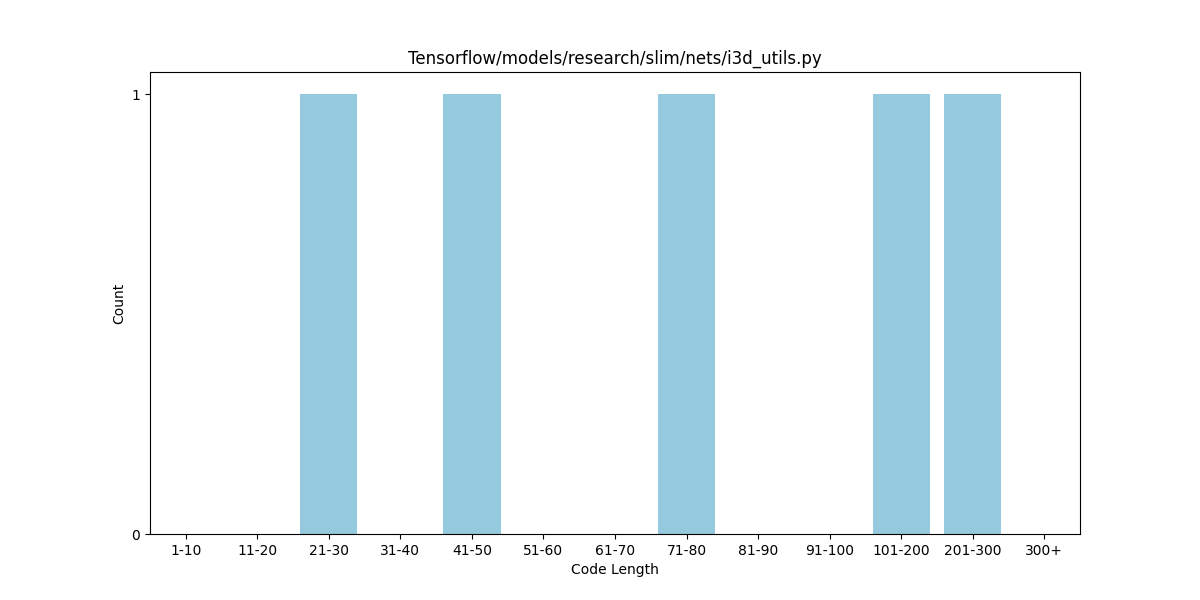 Tensorflow/models/research/slim/nets/i3d_utils.py
1
Count
0
1-10 11-20 21-30 31-40 41-50 51-60 61-70 71-80 81-90 91-100 101-200 201-300 300+
Code Length